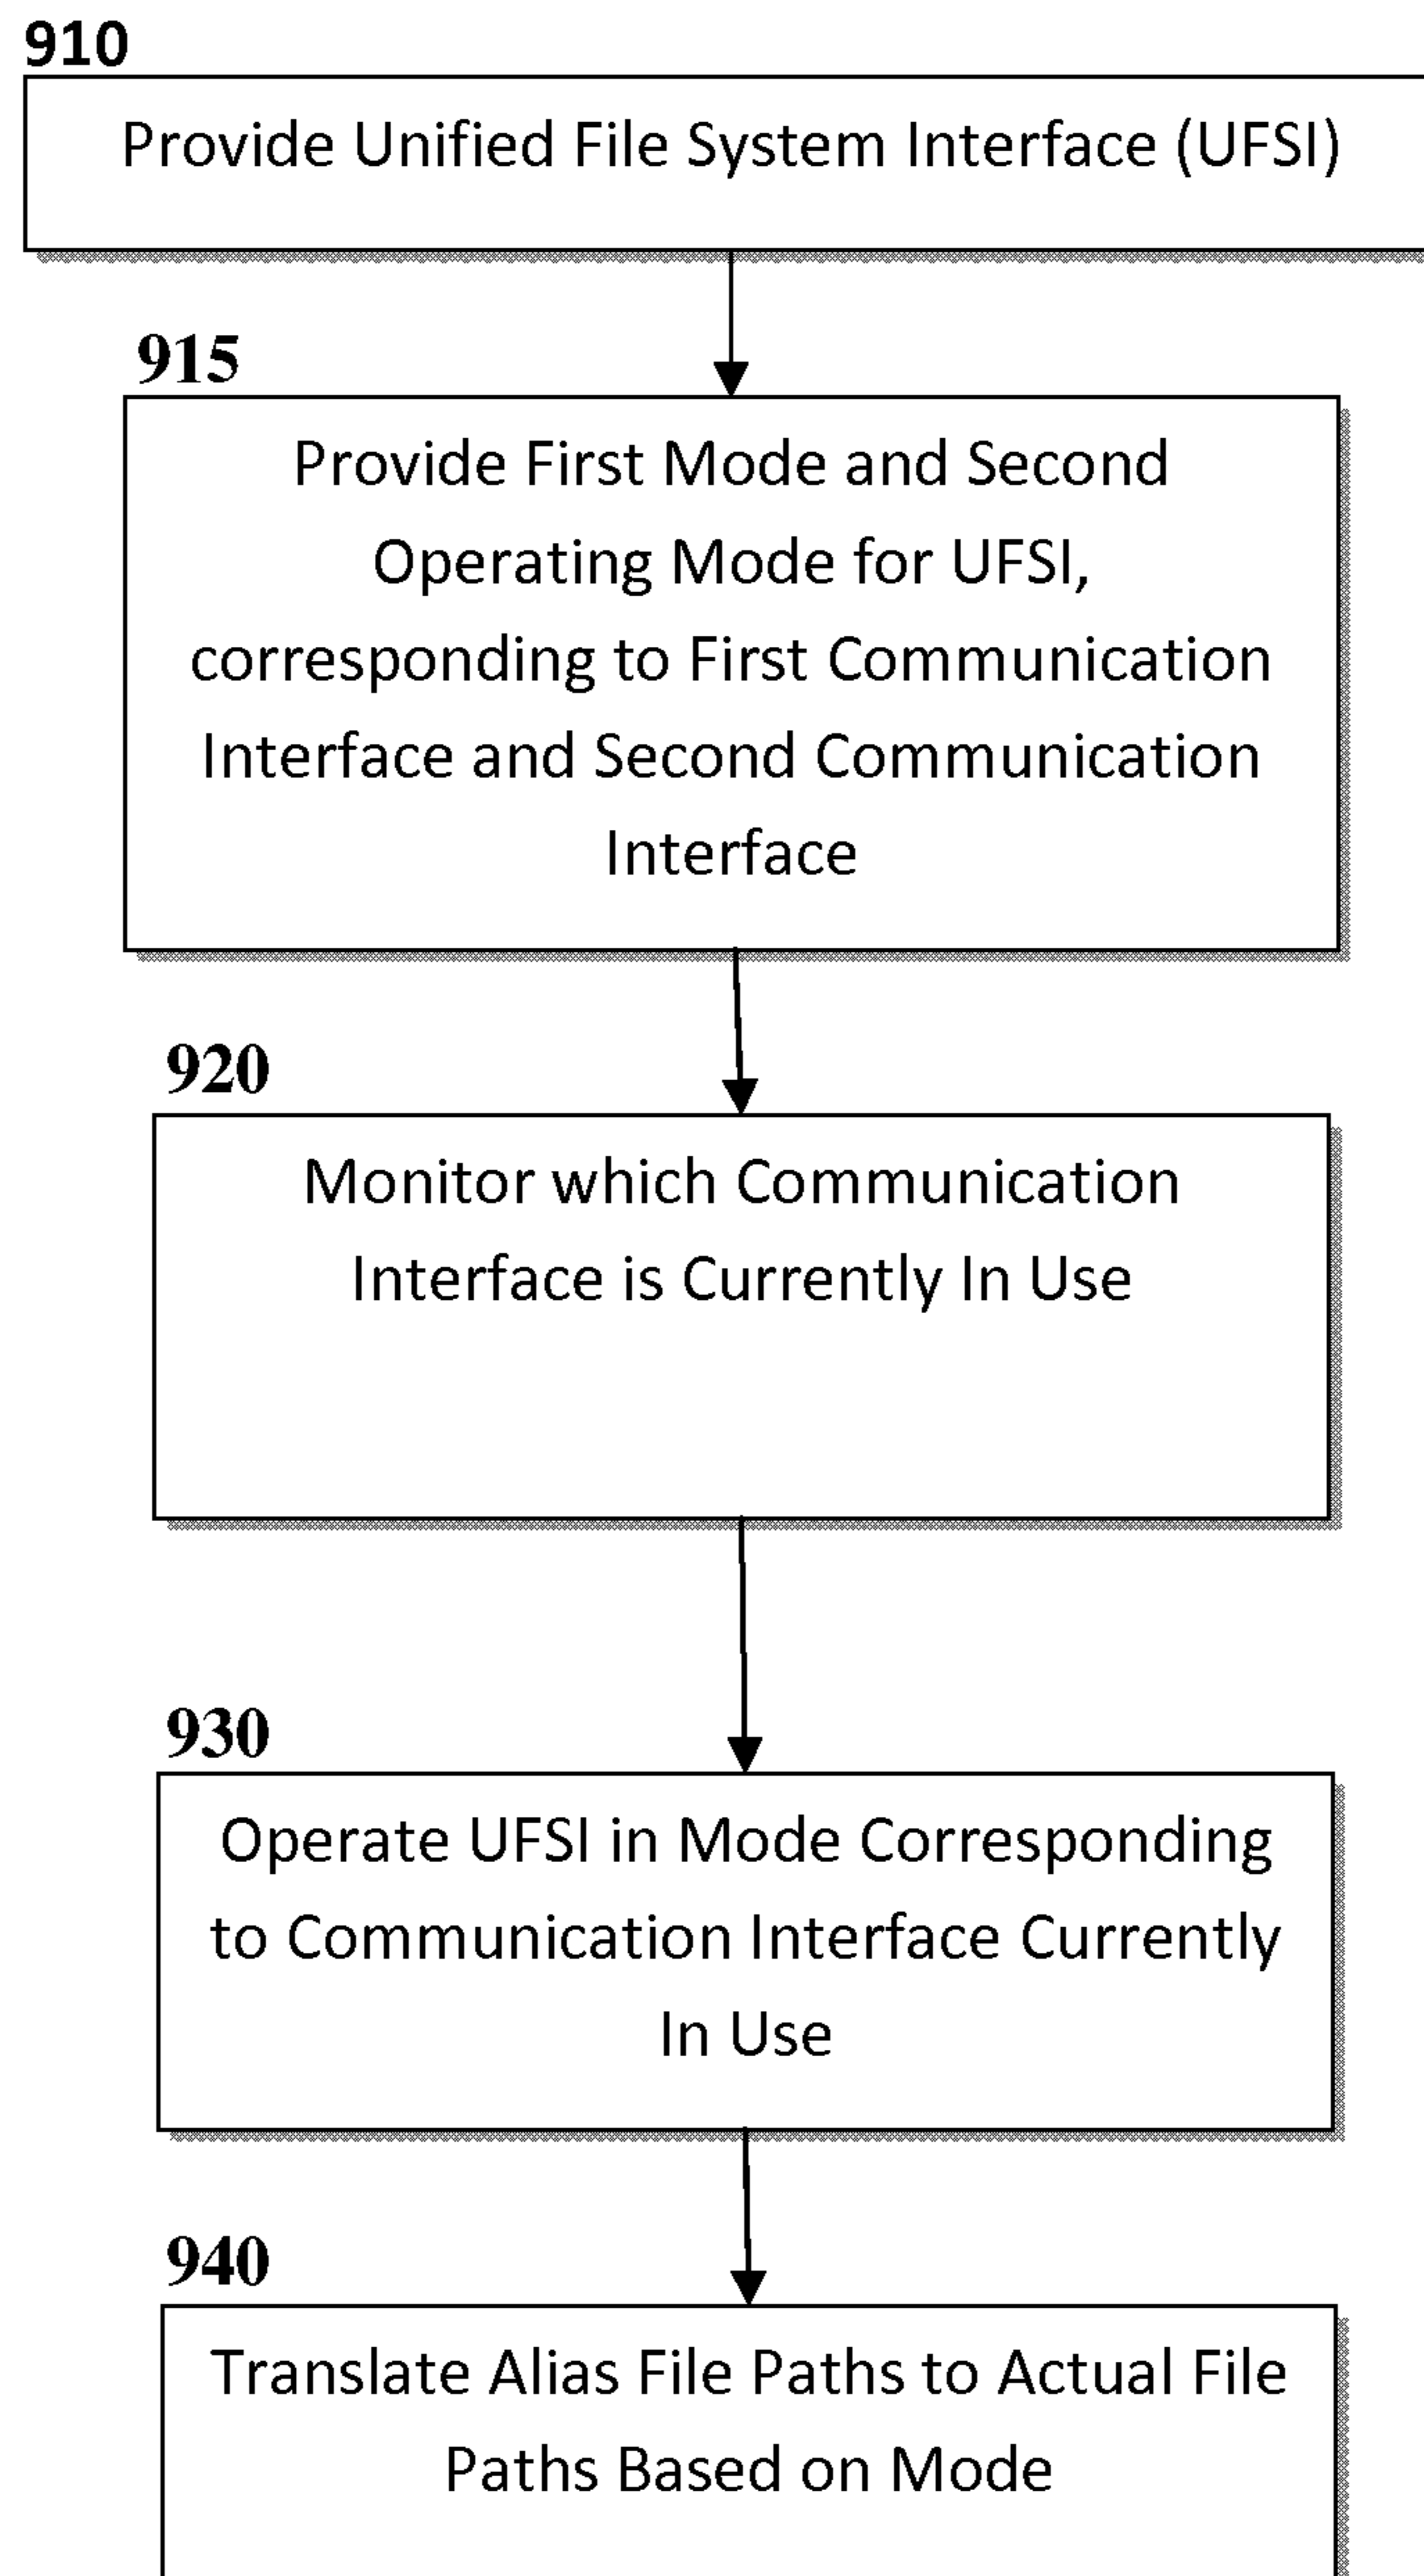 910
Provide Unified File System Interface (UFSI)
915
Provide First Mode and Second
Operating Mode for UFSI,
corresponding to First Communication
Interface and Second Communication
Interface
920
Monitor which Communication
Interface is Currently In Use
930
Operate UFSI in Mode Corresponding
to Communication Interface Currently
In Use
940
Translate Alias File Paths to Actual File
Paths Based on Mode